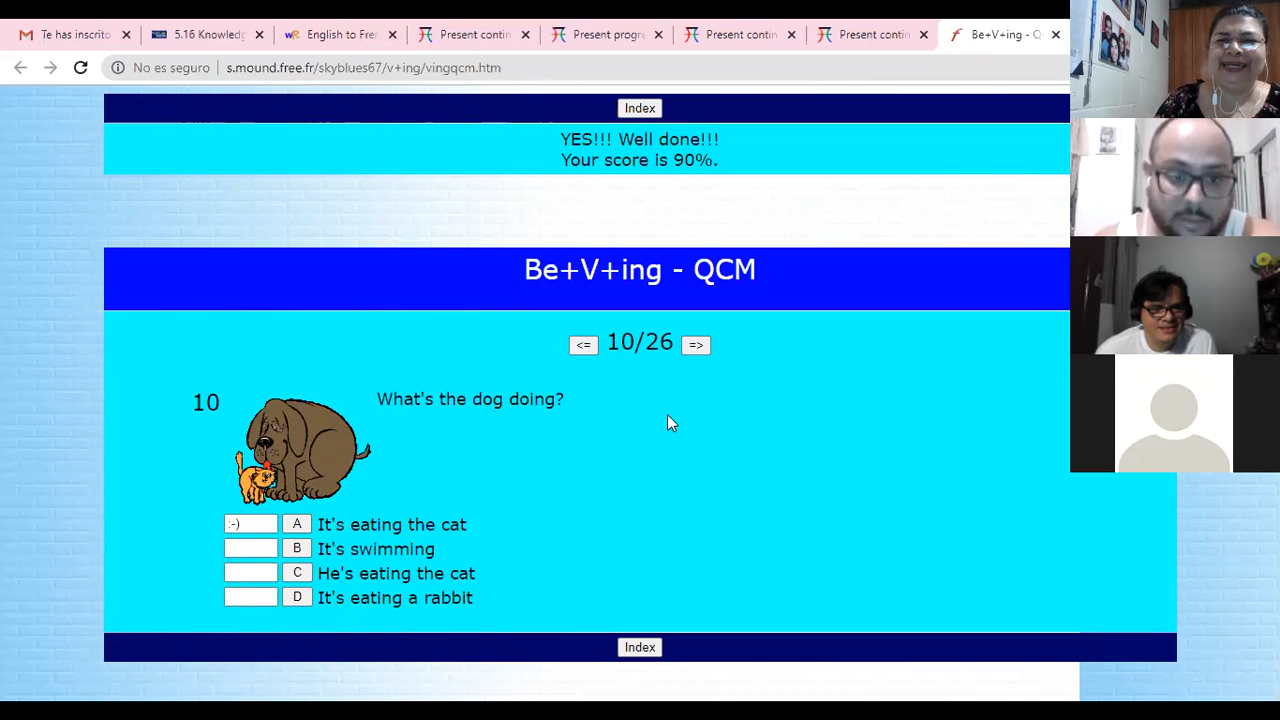 Te has inscrito
5.16 Knowledg
English to Fren
Present contin
Present progre
Present contin
Present contin
Be+V+ing - Q
No es seguro
s.mound.free.fr/skyblues67/v+ing/vingqcm.htm
Index
YES!!! Well done!!!
Your score is 90%.
Be+V+ing - QCM
<= 10/26 =>
10
What's the dog doing?
:-) A It's eating the cat
B It's swimming
C He's eating the cat
D It's eating a rabbit
Index